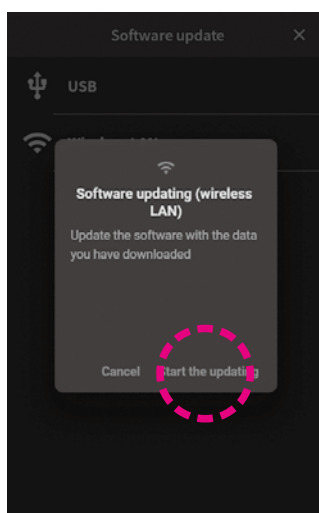 Software update
USB
Software updating (wireless
LAN)
Update the software with the data
you have downloaded
Cancel Start the updating